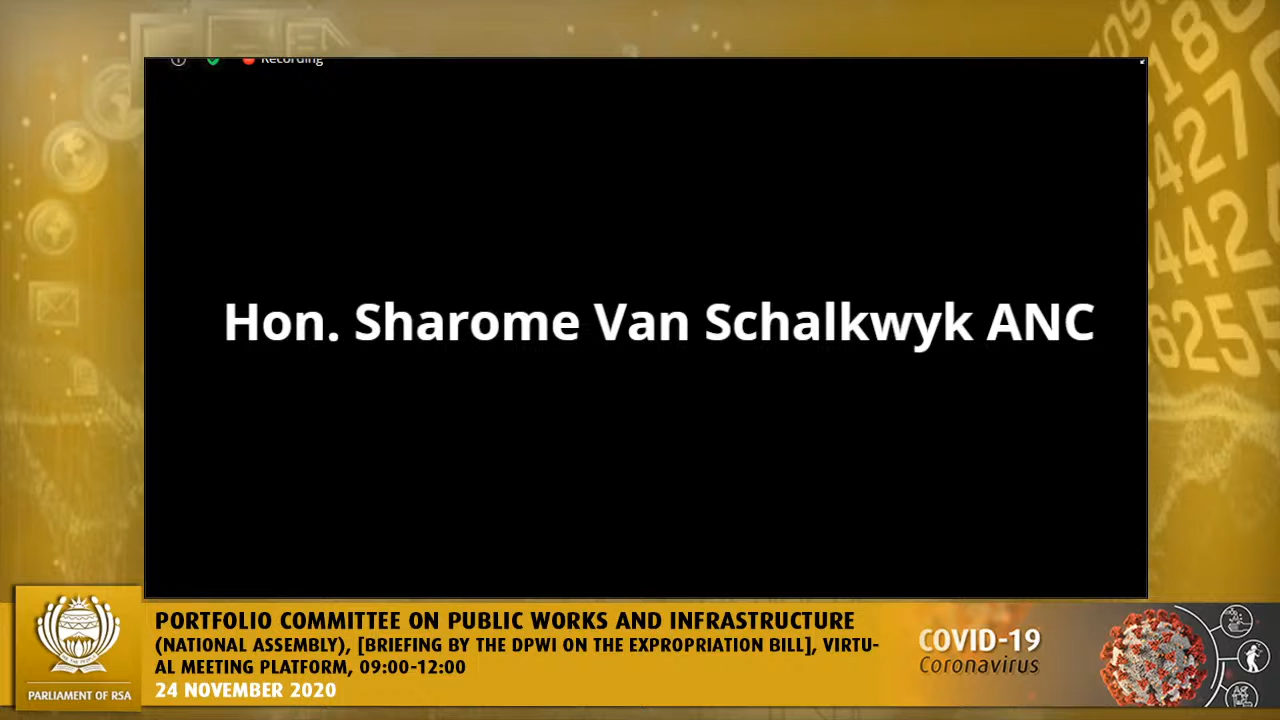 Recording
Hon. Sharome Van Schalkwyk ANC
PORTFOLIO COMMITTEE ON PUBLIC WORKS AND INFRASTRUCTURE
(NATIONAL ASSEMBLY), [BRIEFING BY THE DPWI ON THE EXPROPRIATION BILL], VIRTU-
AL MEETING PLATFORM, 09:00-12:00
24 NOVEMBER 2020
PARLIAMENT OF RSA
COVID-19
Coronavirus